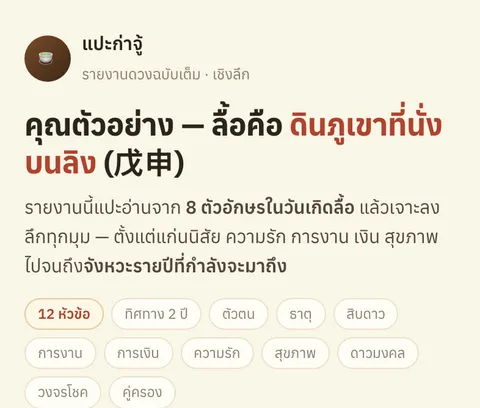 แปะก่าจู้
รายงานดวงฉบับเต็ม · เชิงลึก
คุณตัวอย่าง — ลื้อคือ ดินภูเขาที่นั่ง
บนลิง (戊申)
รายงานนี้แปะอ่านจาก 8 ตัวอักษรในวันเกิดลื้อ แล้วเจาะลง
ลึกทุกมุม — ตั้งแต่แก่นนิสัย ความรัก การงาน เงิน สุขภาพ
ไปจนถึงจังหวะรายปีที่กำลังจะมาถึง
12 หัวข้อ ทิศทาง 2 ปี ตัวตน ธาตุ สิบดาว
การงาน การเงิน ความรัก สุขภาพ ดาวมงคล
วงจรโชค คู่ครอง